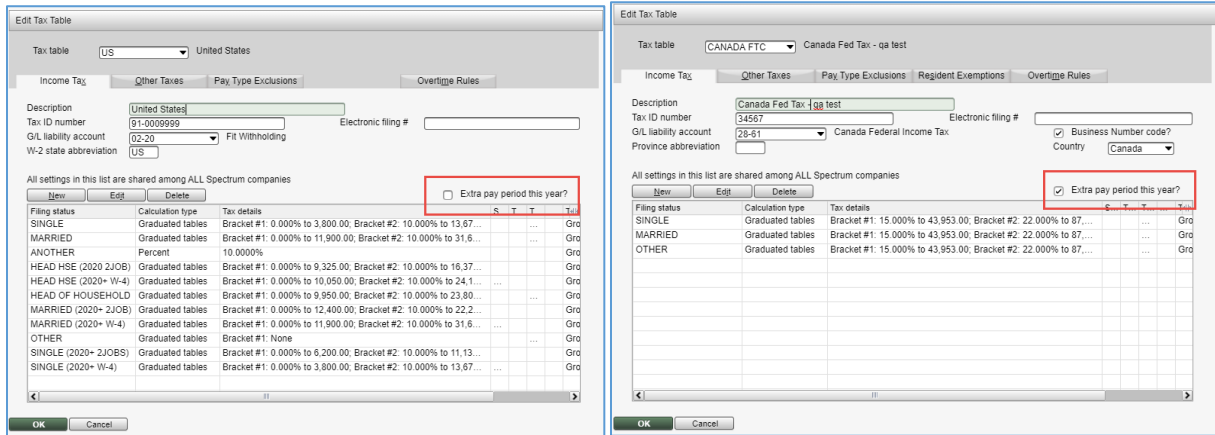 Edit Tax Table
Tax table US United States
Income Tax Other Taxes Pay Type Exclusions Overtime Rules
Description United States
Tax ID number 91-0009999 Electronic filing #
G/L liability account 02-20 Fit Withholding
W-2 state abbreviation US
All settings in this list are shared among ALL Spectrum companies
New Edit Delete Extra pay period this year?
Filing status Calculation type Tax details S... T... T...
SINGLE Graduated tables Bracket #1: 0.000% to 3,800.00; Bracket #2: 10.000% to 13,67... ... Gro
MARRIED Graduated tables Bracket #1: 0.000% to 11,900.00; Bracket #2: 10.000% to 31,6... ... Gro
ANOTHER Percent 10.0000% Gro
HEAD HSE (2020 2JOB) Graduated tables Bracket #1: 0.000% to 9,325.00; Bracket #2: 10.000% to 16,37... Gro
HEAD HSE (2020+ W-4) Graduated tables Bracket #1: 0.000% to 10,050.00; Bracket #2: 10.000% to 24,1... ... Gro
HEAD OF HOUSEHOLD Graduated tables Bracket #1: 0.000% to 9,950.00; Bracket #2: 10.000% to 23,80... ... Gro
MARRIED (2020+ 2JOB) Graduated tables Bracket #1: 0.000% to 12,400.00; Bracket #2: 10.000% to 22,2... Gro
MARRIED (2020+ W-4) Graduated tables Bracket #1: 0.000% to 11,900.00; Bracket #2: 10.000% to 31,6... ... Gro
OTHER Graduated tables Bracket #1: None ... Gro
SINGLE (2020+ 2JOBS) Graduated tables Bracket #1: 0.000% to 6,200.00; Bracket #2: 10.000% to 11,13... Gro
SINGLE (2020+ W-4) Graduated tables Bracket #1: 0.000% to 3,800.00; Bracket #2: 10.000% to 13,67... ... Gro
OK Cancel
Edit Tax Table
Tax table CANADA FTC Canada Fed Tax - qa test
Income Tax Other Taxes Pay Type Exclusions Resident Exemptions Overtime Rules
Description Canada Fed Tax - qa test
Tax ID number 34567 Electronic filing #
G/L liability account 28-61 Canada Federal Income Tax Business Number code?
Province abbreviation Country Canada
All settings in this list are shared among ALL Spectrum companies
New Edit Delete Extra pay period this year?
Filing status Calculation type Tax details S... T... T... ...
SINGLE Graduated tables Bracket #1: 15.000% to 43,953.00; Bracket #2: 22.000% to 87,... ... Gro
MARRIED Graduated tables Bracket #1: 15.000% to 43,953.00; Bracket #2: 22.000% to 87,... ... Gro
OTHER Graduated tables Bracket #1: 15.000% to 43,953.00; Bracket #2: 22.000% to 87,... ... Gro
OK Cancel